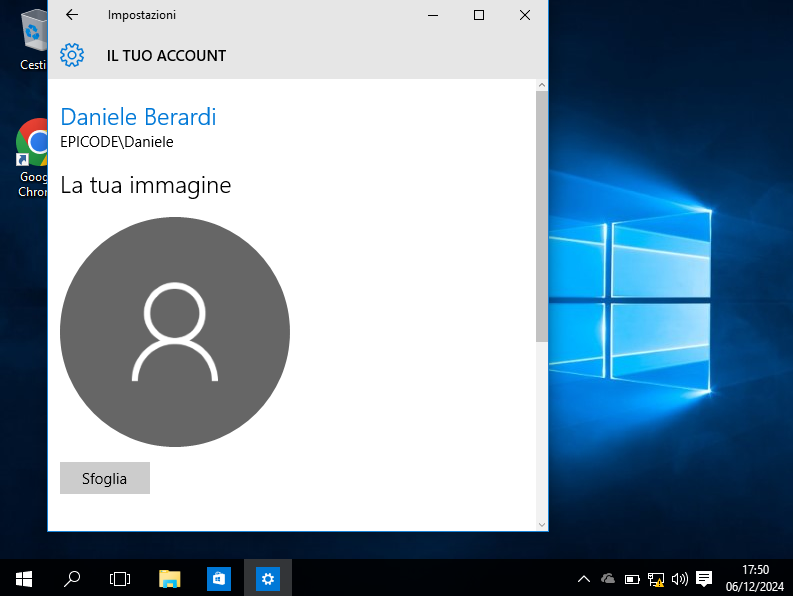 Impostazioni
IL TUO ACCOUNT
Daniele Berardi
EPICODE\Daniele
La tua immagine
Sfoglia
Cesti
Goog
Chron
17:50
06/12/2024